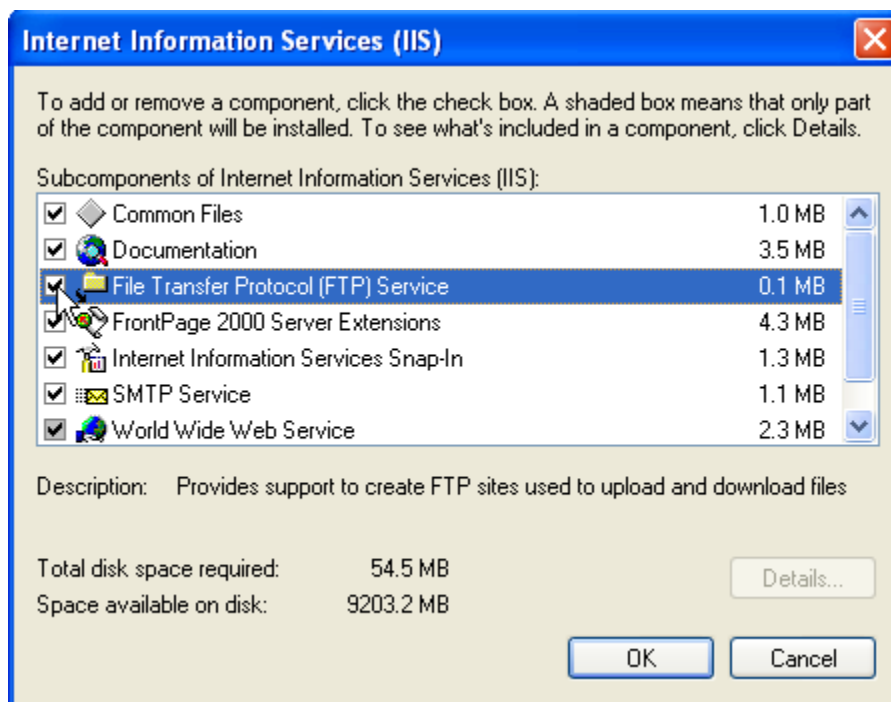 Internet Information Services (IIS)
To add or remove a component, click the check box. A shaded box means that only part
of the component will be installed. To see what's included in a component, click Details.
Subcomponents of Internet Information Services (IIS):
Common Files 1.0 MB
Documentation 3.5 MB
File Transfer Protocol (FTP) Service 0.1 MB
FrontPage 2000 Server Extensions 4.3 MB
Internet Information Services Snap-In 1.3 MB
SMTP Service 1.1 MB
World Wide Web Service 2.3 MB
Description: Provides support to create FTP sites used to upload and download files
Total disk space required: 54.5 MB
Space available on disk: 9203.2 MB
Details...
OK Cancel